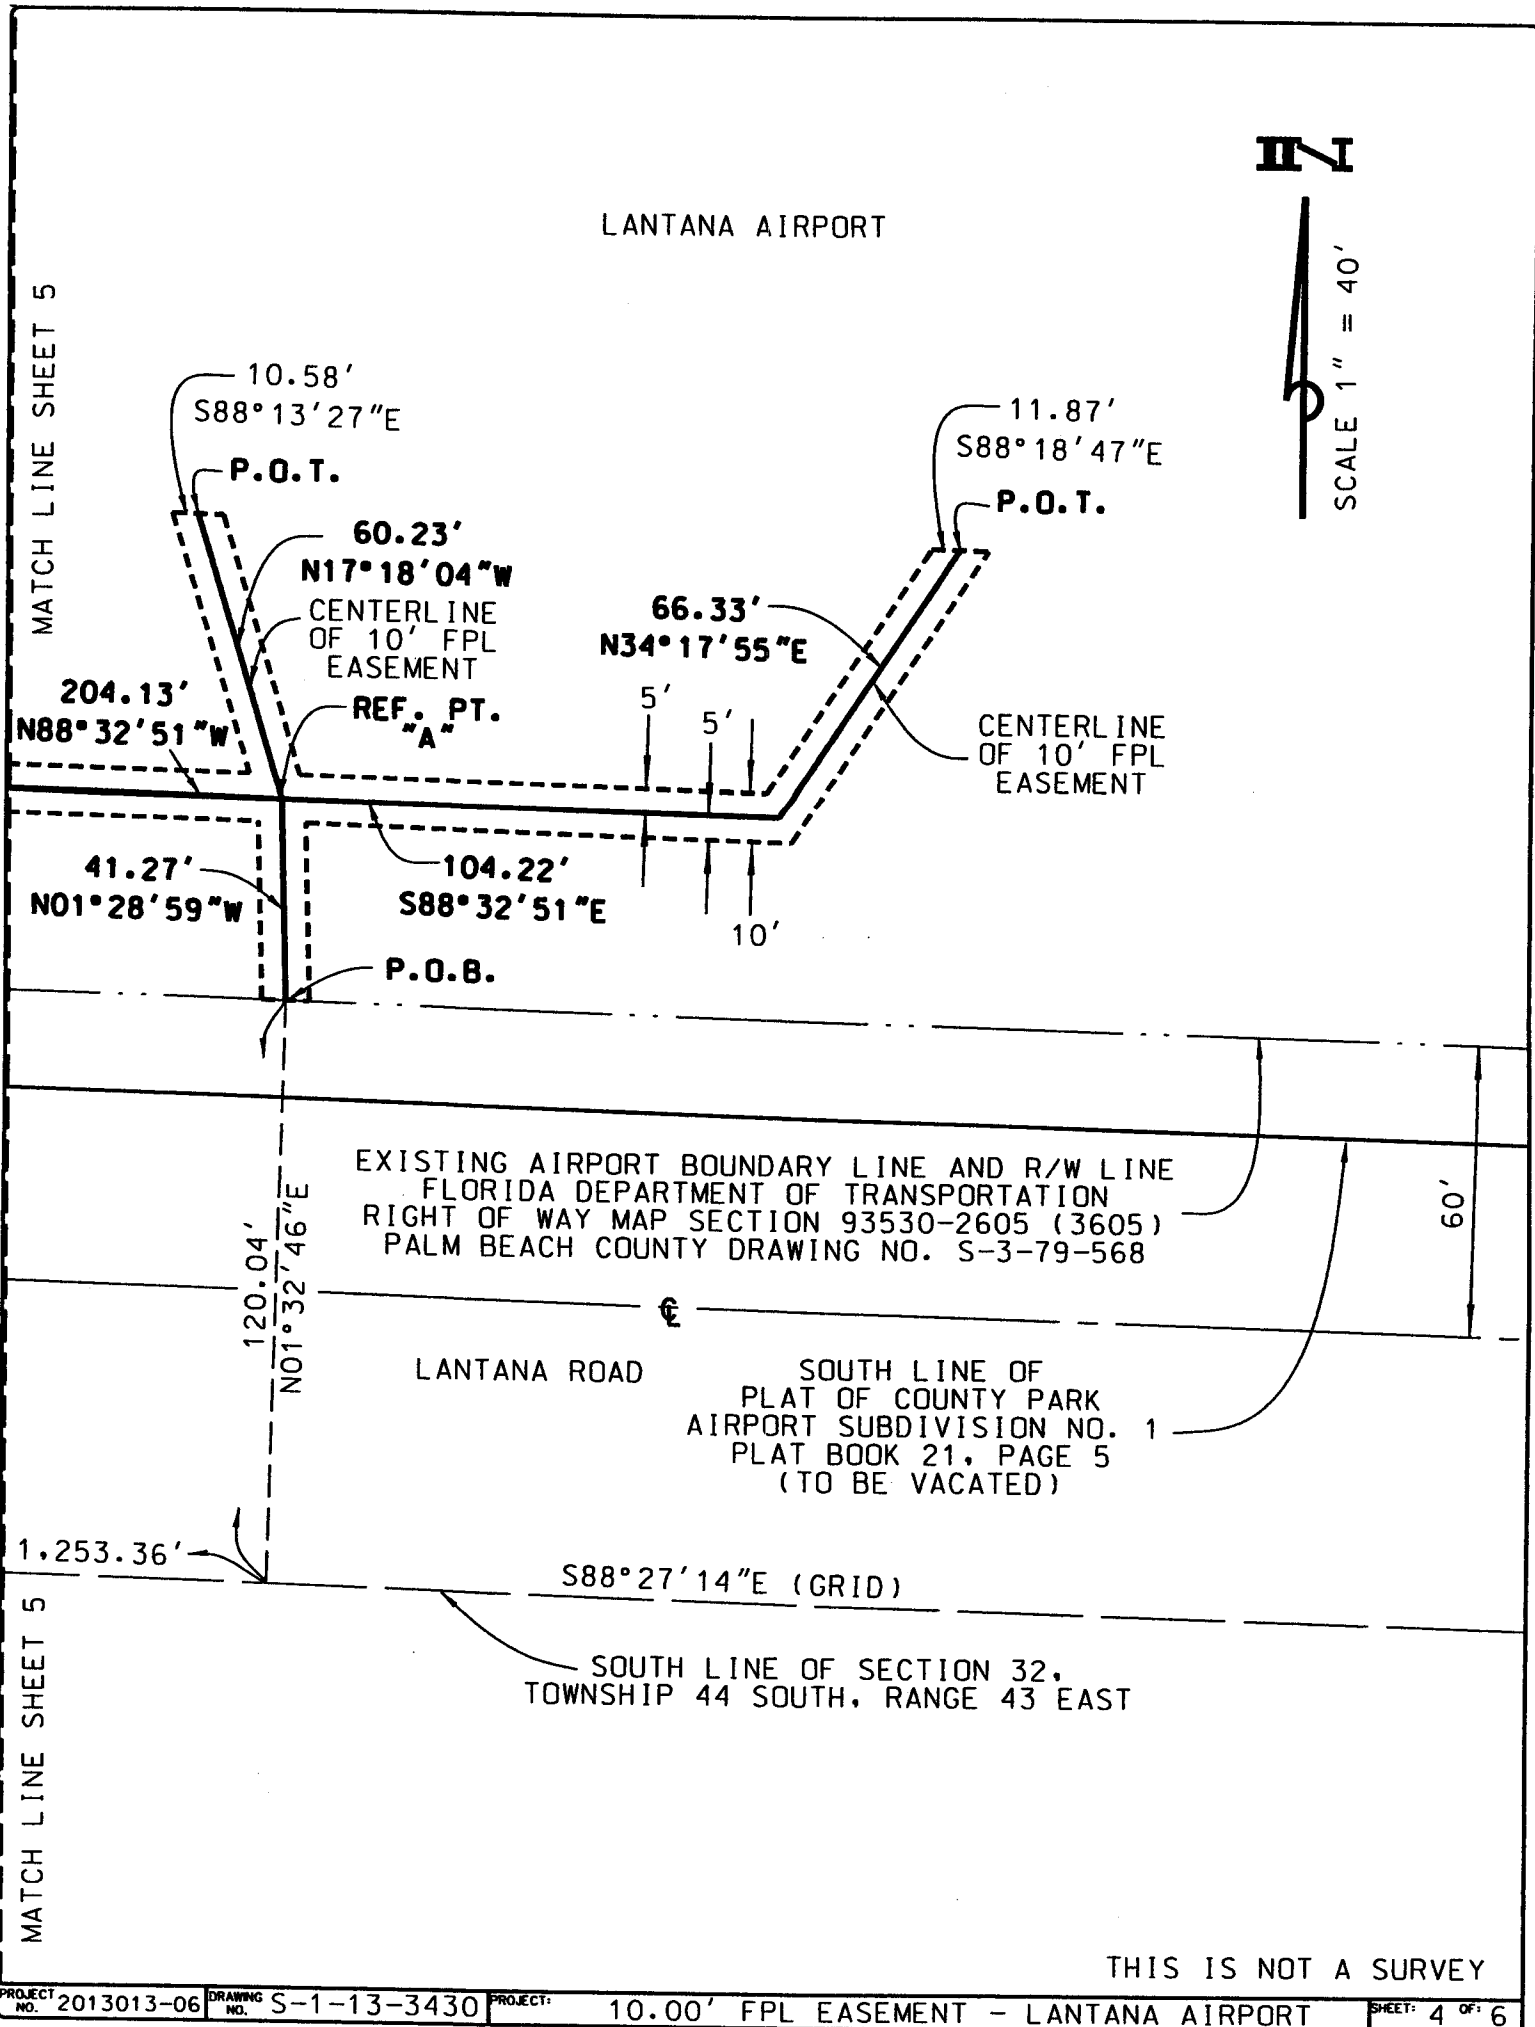 N
LANTANA AIRPORT
SCALE 1" = 40'
MATCH LINE SHEET 5
10.58'
S88°13'27"E
P.O.T.
11.87'
S88°18'47"E
P.O.T.
60.23'
N17°18'04"W
CENTERLINE
OF 10' FPL
EASEMENT
66.33'
N34°17'55"E
204.13'
N88°32'51"W
REF. PT.
"A"
5'
5'
CENTERLINE
OF 10' FPL
EASEMENT
41.27'
N01°28'59"W
104.22'
S88°32'51"E
10'
P.O.B.
EXISTING AIRPORT BOUNDARY LINE AND R/W LINE
FLORIDA DEPARTMENT OF TRANSPORTATION
RIGHT OF WAY MAP SECTION 93530-2605 (3605)
PALM BEACH COUNTY DRAWING NO. S-3-79-568
60'
120.04'
N01°32'46"E
℄
LANTANA ROAD
SOUTH LINE OF
PLAT OF COUNTY PARK
AIRPORT SUBDIVISION NO. 1
PLAT BOOK 21, PAGE 5
(TO BE VACATED)
1,253.36'
S88°27'14"E (GRID)
SOUTH LINE OF SECTION 32,
TOWNSHIP 44 SOUTH, RANGE 43 EAST
MATCH LINE SHEET 5
THIS IS NOT A SURVEY
PROJECT NO. 2013013-06 DRAWING NO. S-1-13-3430 PROJECT: 10.00' FPL EASEMENT - LANTANA AIRPORT SHEET: 4 OF: 6